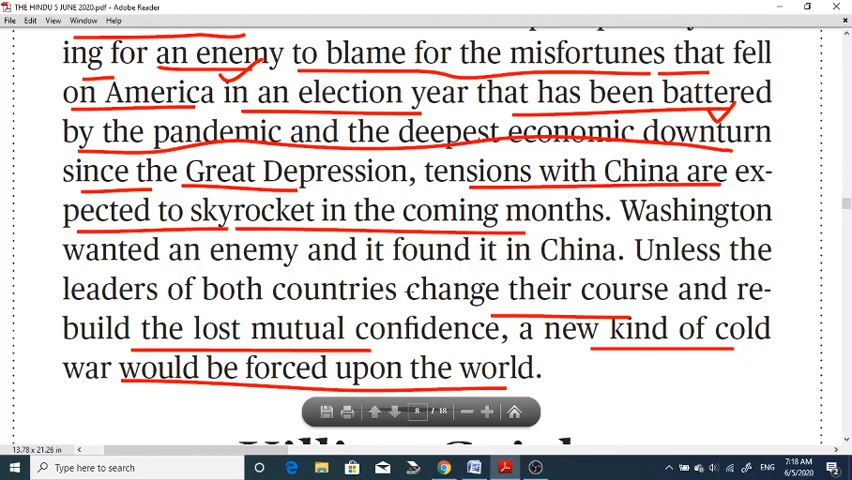 THE HINDU 5 JUNE 2020.pdf - Adobe Reader
File Edit View Window Help
ing for an enemy to blame for the misfortunes that fell
on America in an election year that has been battered
by the pandemic and the deepest economic downturn
since the Great Depression, tensions with China are ex-
pected to skyrocket in the coming months. Washington
wanted an enemy and it found it in China. Unless the
leaders of both countries change their course and re-
build the lost mutual confidence, a new kind of cold
war would be forced upon the world.
8 / 18
13.78 x 21.26 in
Type here to search
ENG
7:18 AM
6/5/2020
2